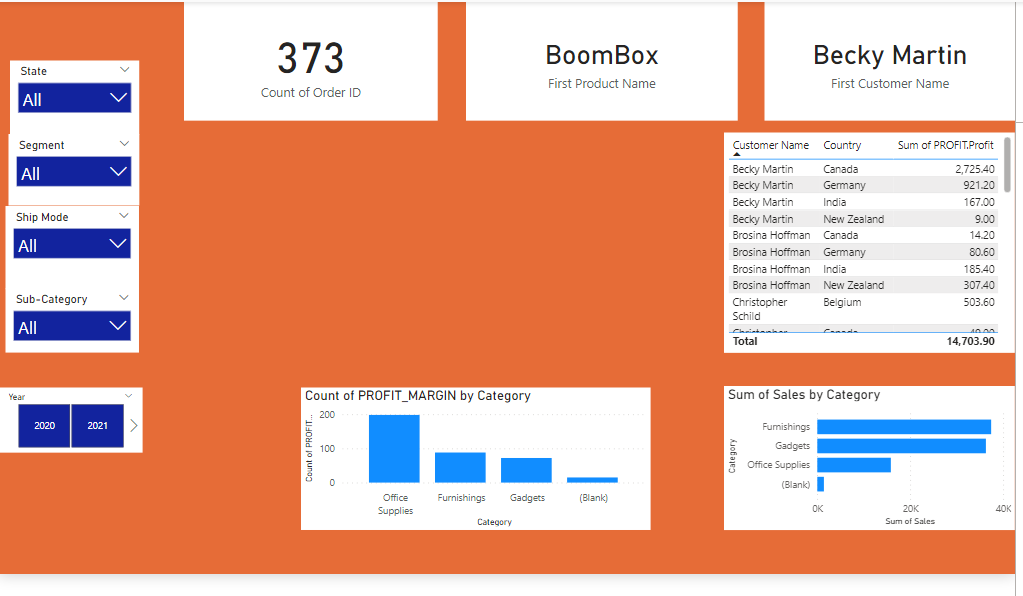 373
Count of Order ID
BoomBox
First Product Name
Becky Martin
First Customer Name
State
All
Segment
All
Ship Mode
All
Sub-Category
All
Year
2020 2021
Customer Name Country Sum of PROFIT.Profit
Becky Martin Canada 2,725.40
Becky Martin Germany 921.20
Becky Martin India 167.00
Becky Martin New Zealand 9.00
Brosina Hoffman Canada 14.20
Brosina Hoffman Germany 80.60
Brosina Hoffman India 185.40
Brosina Hoffman New Zealand 307.40
Christopher Belgium 503.60
Schild
Christopher Canada
Total 14,703.90
Count of PROFIT_MARGIN by Category
Count of PROFIT...
200
100
0
Office
Supplies
Furnishings
Gadgets
(Blank)
Category
Sum of Sales by Category
Category
Furnishings
Gadgets
Office Supplies
(Blank)
0K 20K 40K
Sum of Sales